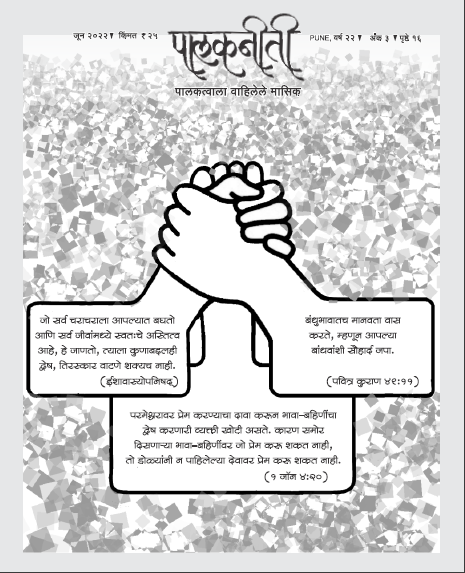 जून २०२२ ▼ किंमत ₹ २५
पालकनीती
PUNE, वर्ष २२ ▼ अंक ३ ▼ पृष्ठे १६
पालकत्वाला वाहिलेले मासिक
जो सर्व चराचराला आपल्यात बघतो
आणि सर्व जीवांमध्ये स्वतःचे अस्तित्व
आहे, हे जाणतो, त्याला कुणाबद्दलही
द्वेष, तिरस्कार वाटणे शक्यच नाही.
(ईशावास्योपनिषद्)
बंधुभावातच मानवता वास
करते, म्हणून आपल्या
बांधवांशी सौहार्द जपा.
(पवित्र कुराण ४९:११)
परमेश्वरावर प्रेम करण्याचा दावा करून भावा-बहिणींचा
द्वेष करणारी व्यक्ती खोटी असते. कारण समोर
दिसणाऱ्या भावा-बहिणींवर जो प्रेम करू शकत नाही,
तो डोळ्यांनी न पाहिलेल्या देवावर प्रेम करू शकत नाही.
(१ जॉन ४:२०)